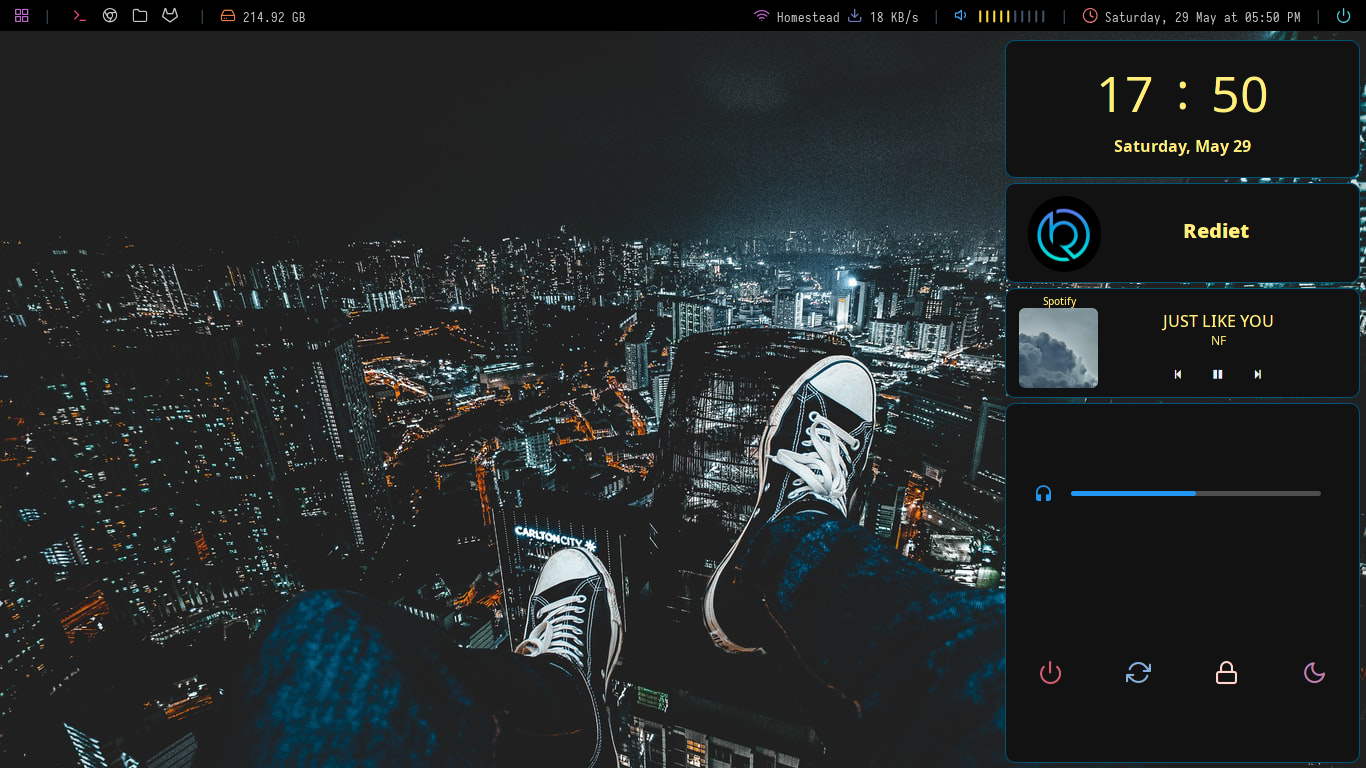 214.92 GB
Homestead 18 KB/s
Saturday, 29 May at 05:50 PM
17 : 50
Saturday, May 29
Rediet
Spotify
JUST LIKE YOU
NF
CARLTON CITY